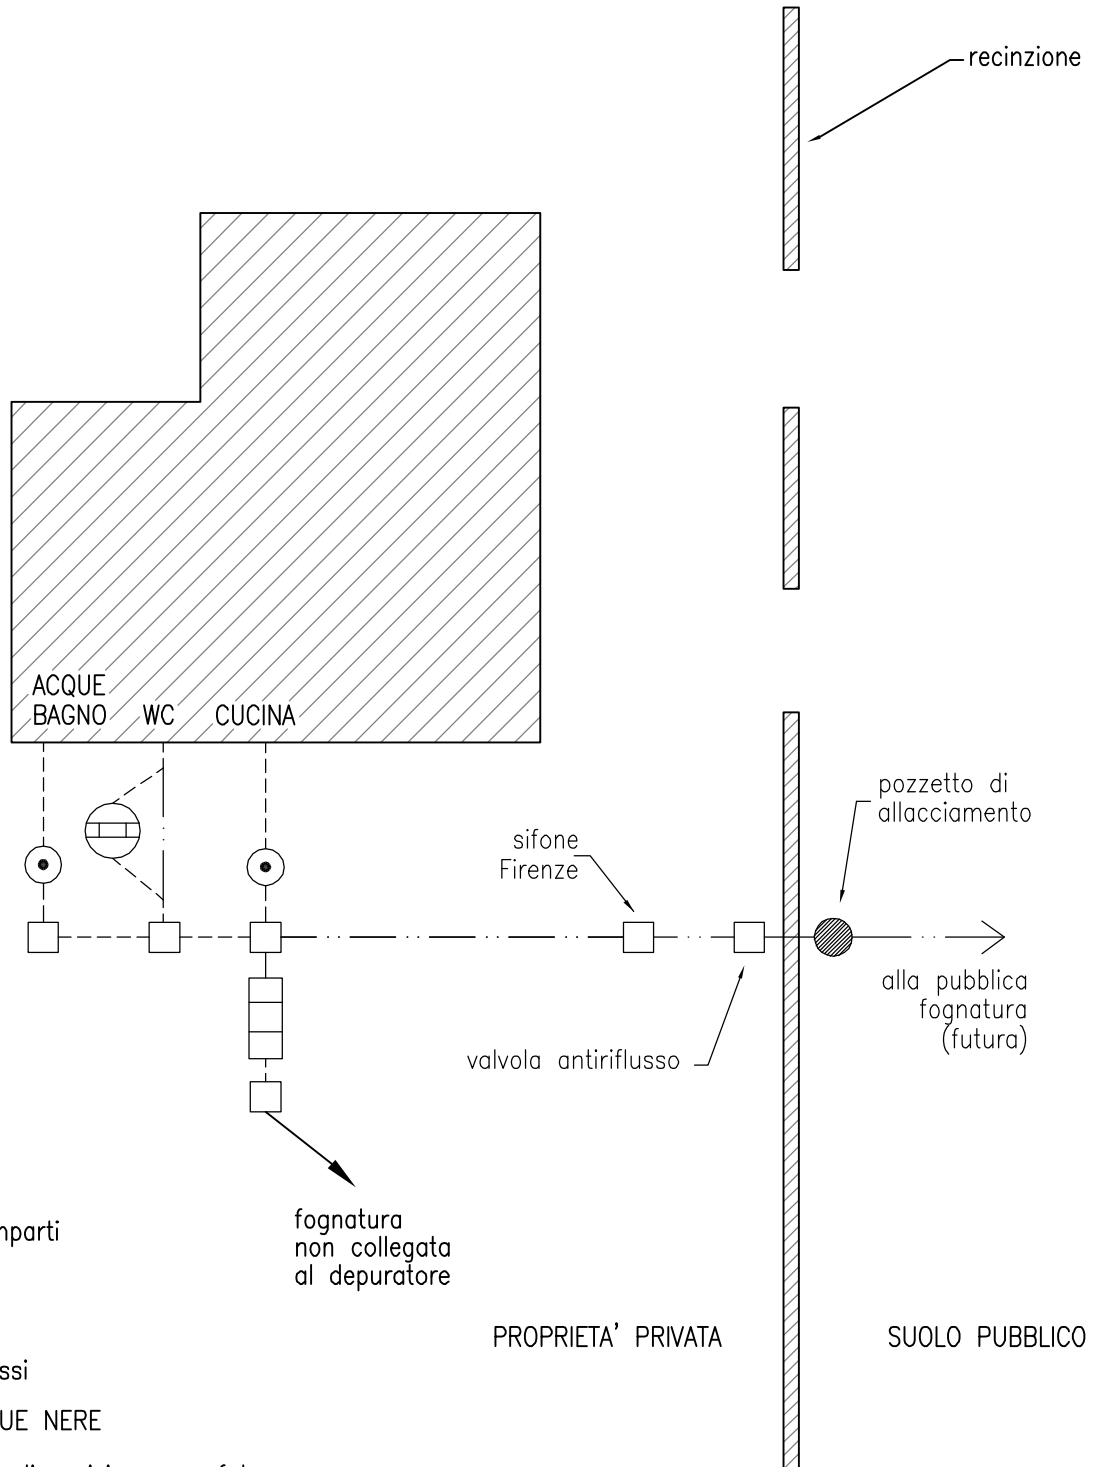 recinzione
ACQUE
BAGNO
WC
CUCINA
pozzetto di
allacciamento
sifone
Firenze
alla pubblica
fognatura
(futura)
valvola antiriflusso
fognatura
non collegata
al depuratore
PROPRIETA' PRIVATA
SUOLO PUBBLICO
NERE